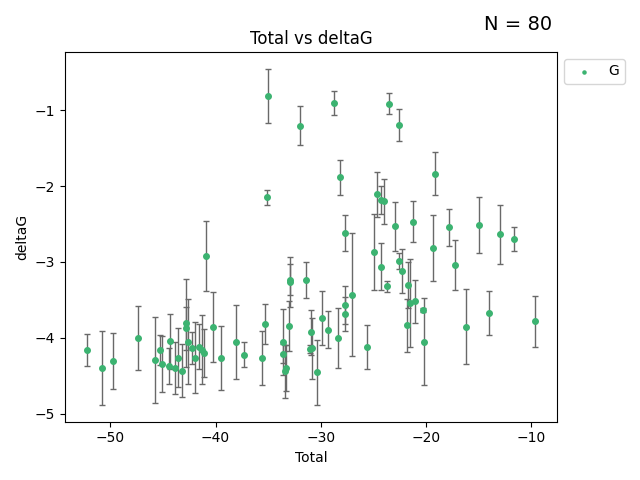 N = 80
Total vs deltaG
G
deltaG
−1
−2
−3
−4
−5
−50 −40 −30 −20 −10
Total